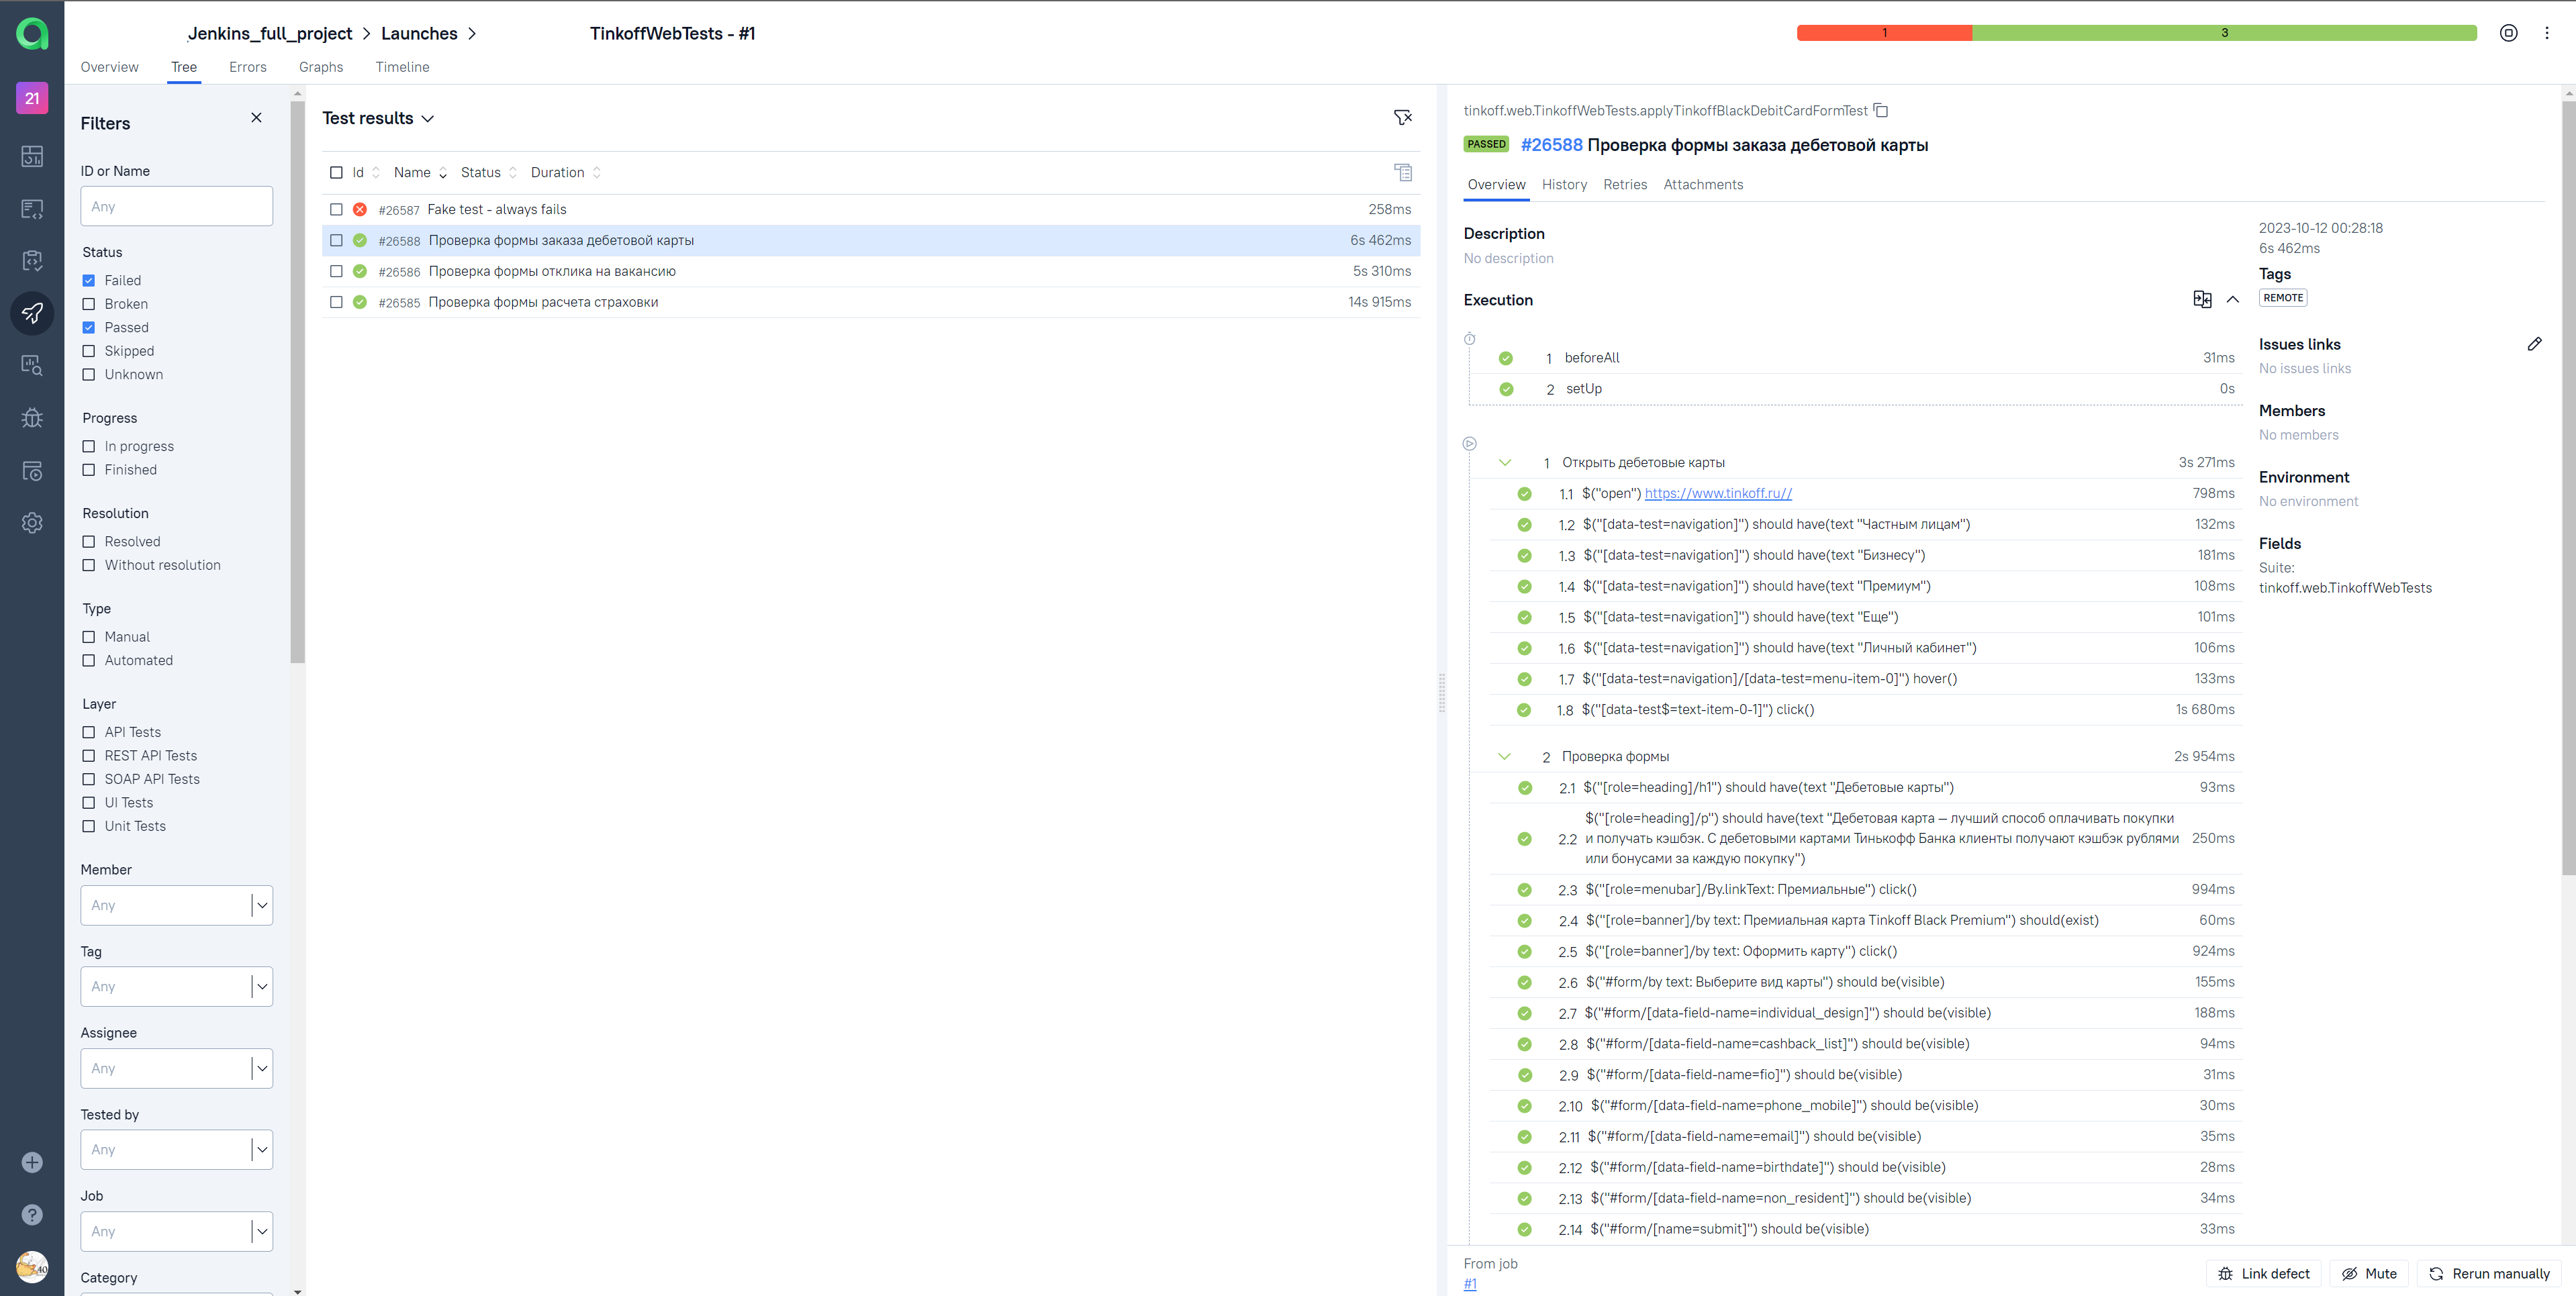 Jenkins_full_project > Launches > TinkoffWebTests - #1
1
3
Overview
Tree
Errors
Graphs
Timeline
21
Filters
ID or Name
Any
Status
Failed
Broken
Passed
Skipped
Unknown
Progress
In progress
Finished
Resolution
Resolved
Without resolution
Type
Manual
Automated
Layer
API Tests
REST API Tests
SOAP API Tests
UI Tests
Unit Tests
Member
Any
Tag
Any
Assignee
Any
Tested by
Any
Job
Any
Category
Test results
Id Name Status Duration
#26587 Fake test - always fails 258ms
#26588 Проверка формы заказа дебетовой карты 6s 462ms
#26586 Проверка формы отклика на вакансию 5s 310ms
#26585 Проверка формы расчета страховки 14s 915ms
tinkoff.web.TinkoffWebTests.applyTinkoffBlackDebitCardFormTest
PASSED #26588 Проверка формы заказа дебетовой карты
Overview History Retries Attachments
Description
No description
Execution
1 beforeAll 31ms
2 setUp 0s
1 Открыть дебетовые карты 3s 271ms
1.1 $("open") https://www.tinkoff.ru// 798ms
1.2 $("[data-test=navigation]") should have(text "Частным лицам") 132ms
1.3 $("[data-test=navigation]") should have(text "Бизнесу") 181ms
1.4 $("[data-test=navigation]") should have(text "Премиум") 108ms
1.5 $("[data-test=navigation]") should have(text "Еще") 101ms
1.6 $("[data-test=navigation]") should have(text "Личный кабинет") 106ms
1.7 $("[data-test=navigation]/[data-test=menu-item-0]") hover() 133ms
1.8 $("[data-test$=text-item-0-1]") click() 1s 680ms
2 Проверка формы 2s 954ms
2.1 $("[role=heading]/h1") should have(text "Дебетовые карты") 93ms
2.2 $("[role=heading]/p") should have(text "Дебетовая карта — лучший способ оплачивать покупки
и получать кэшбэк. С дебетовыми картами Тинькофф Банка клиенты получают кэшбэк рублями 250ms
или бонусами за каждую покупку")
2.3 $("[role=menubar]/By.linkText: Премиальные") click() 994ms
2.4 $("[role=banner]/by text: Премиальная карта Tinkoff Black Premium") should(exist) 60ms
2.5 $("[role=banner]/by text: Оформить карту") click() 924ms
2.6 $("#form/by text: Выберите вид карты") should be(visible) 155ms
2.7 $("#form/[data-field-name=individual_design]") should be(visible) 188ms
2.8 $("#form/[data-field-name=cashback_list]") should be(visible) 94ms
2.9 $("#form/[data-field-name=fio]") should be(visible) 31ms
2.10 $("#form/[data-field-name=phone_mobile]") should be(visible) 30ms
2.11 $("#form/[data-field-name=email]") should be(visible) 35ms
2.12 $("#form/[data-field-name=birthdate]") should be(visible) 28ms
2.13 $("#form/[data-field-name=non_resident]") should be(visible) 34ms
2.14 $("#form/[name=submit]") should be(visible) 33ms
2023-10-12 00:28:18
6s 462ms
Tags
REMOTE
Issues links
No issues links
Members
No members
Environment
No environment
Fields
Suite:
tinkoff.web.TinkoffWebTests
From job
#1
Link defect
Mute
Rerun manually